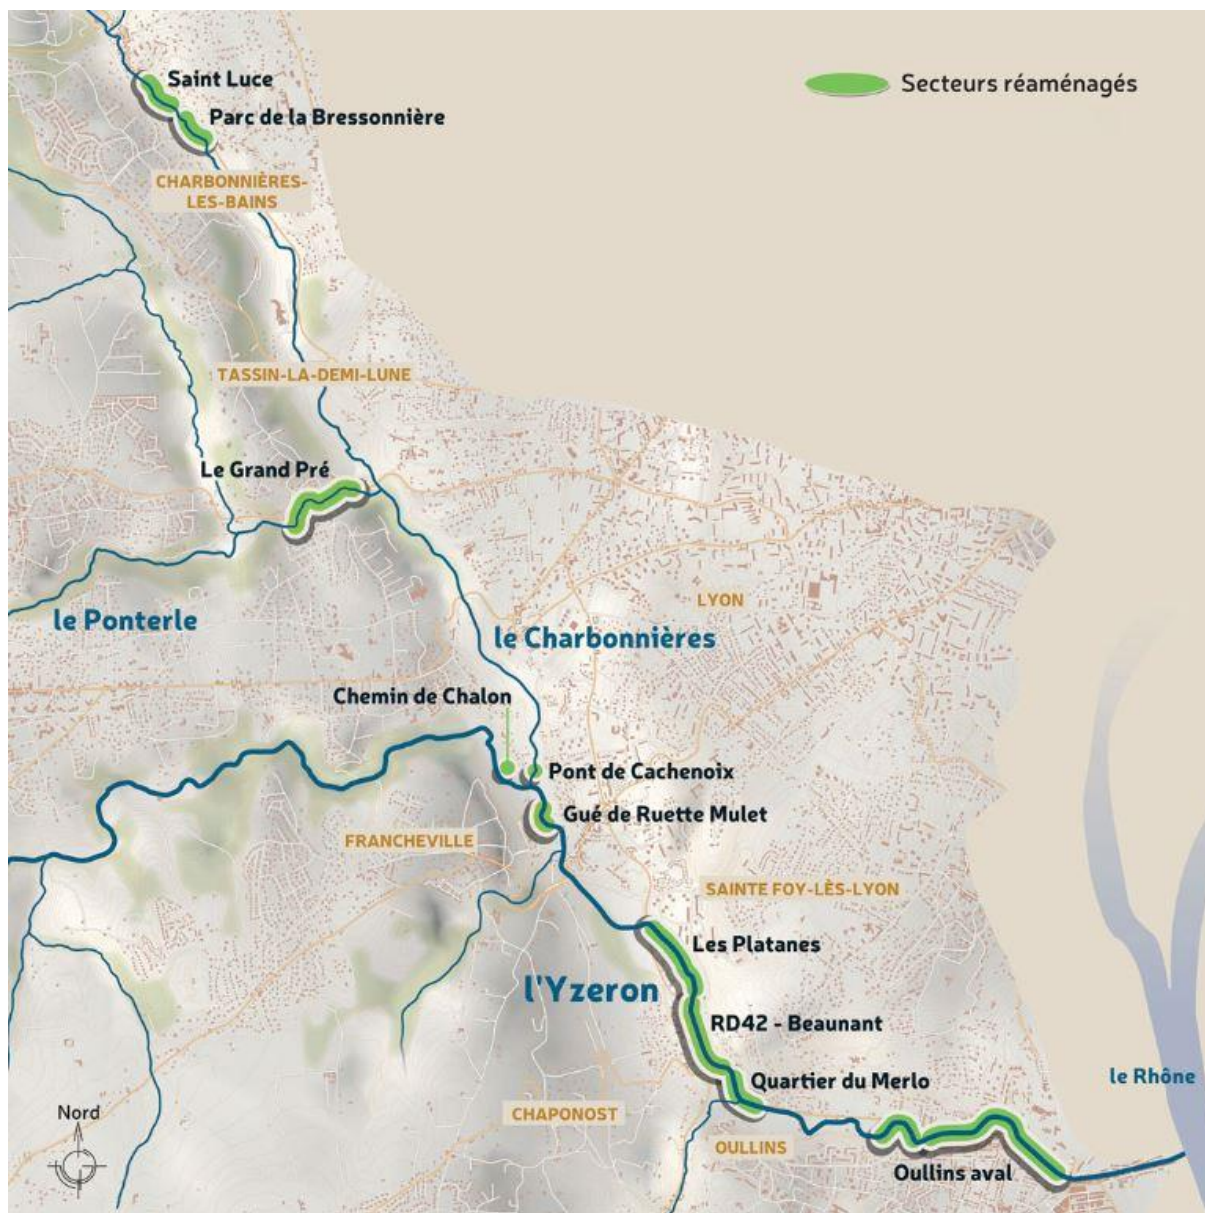 Saint Luce
Secteurs réaménagés
Parc de la Bressonnière
CHARBONNIÈRES-
LES-BAINS
TASSIN-LA-DEMI-LUNE
Le Grand Pré
LYON
le Ponterle
le Charbonnières
Chemin de Chalon
Pont de Cachenoix
Gué de Ruette Mulet
FRANCHEVILLE
SAINTE FOY-LÈS-LYON
Les Platanes
l'Yzeron
RD42 - Beaunant
le Rhône
Quartier du Merlo
Nord
CHAPONOST
OULLINS
Oullins aval